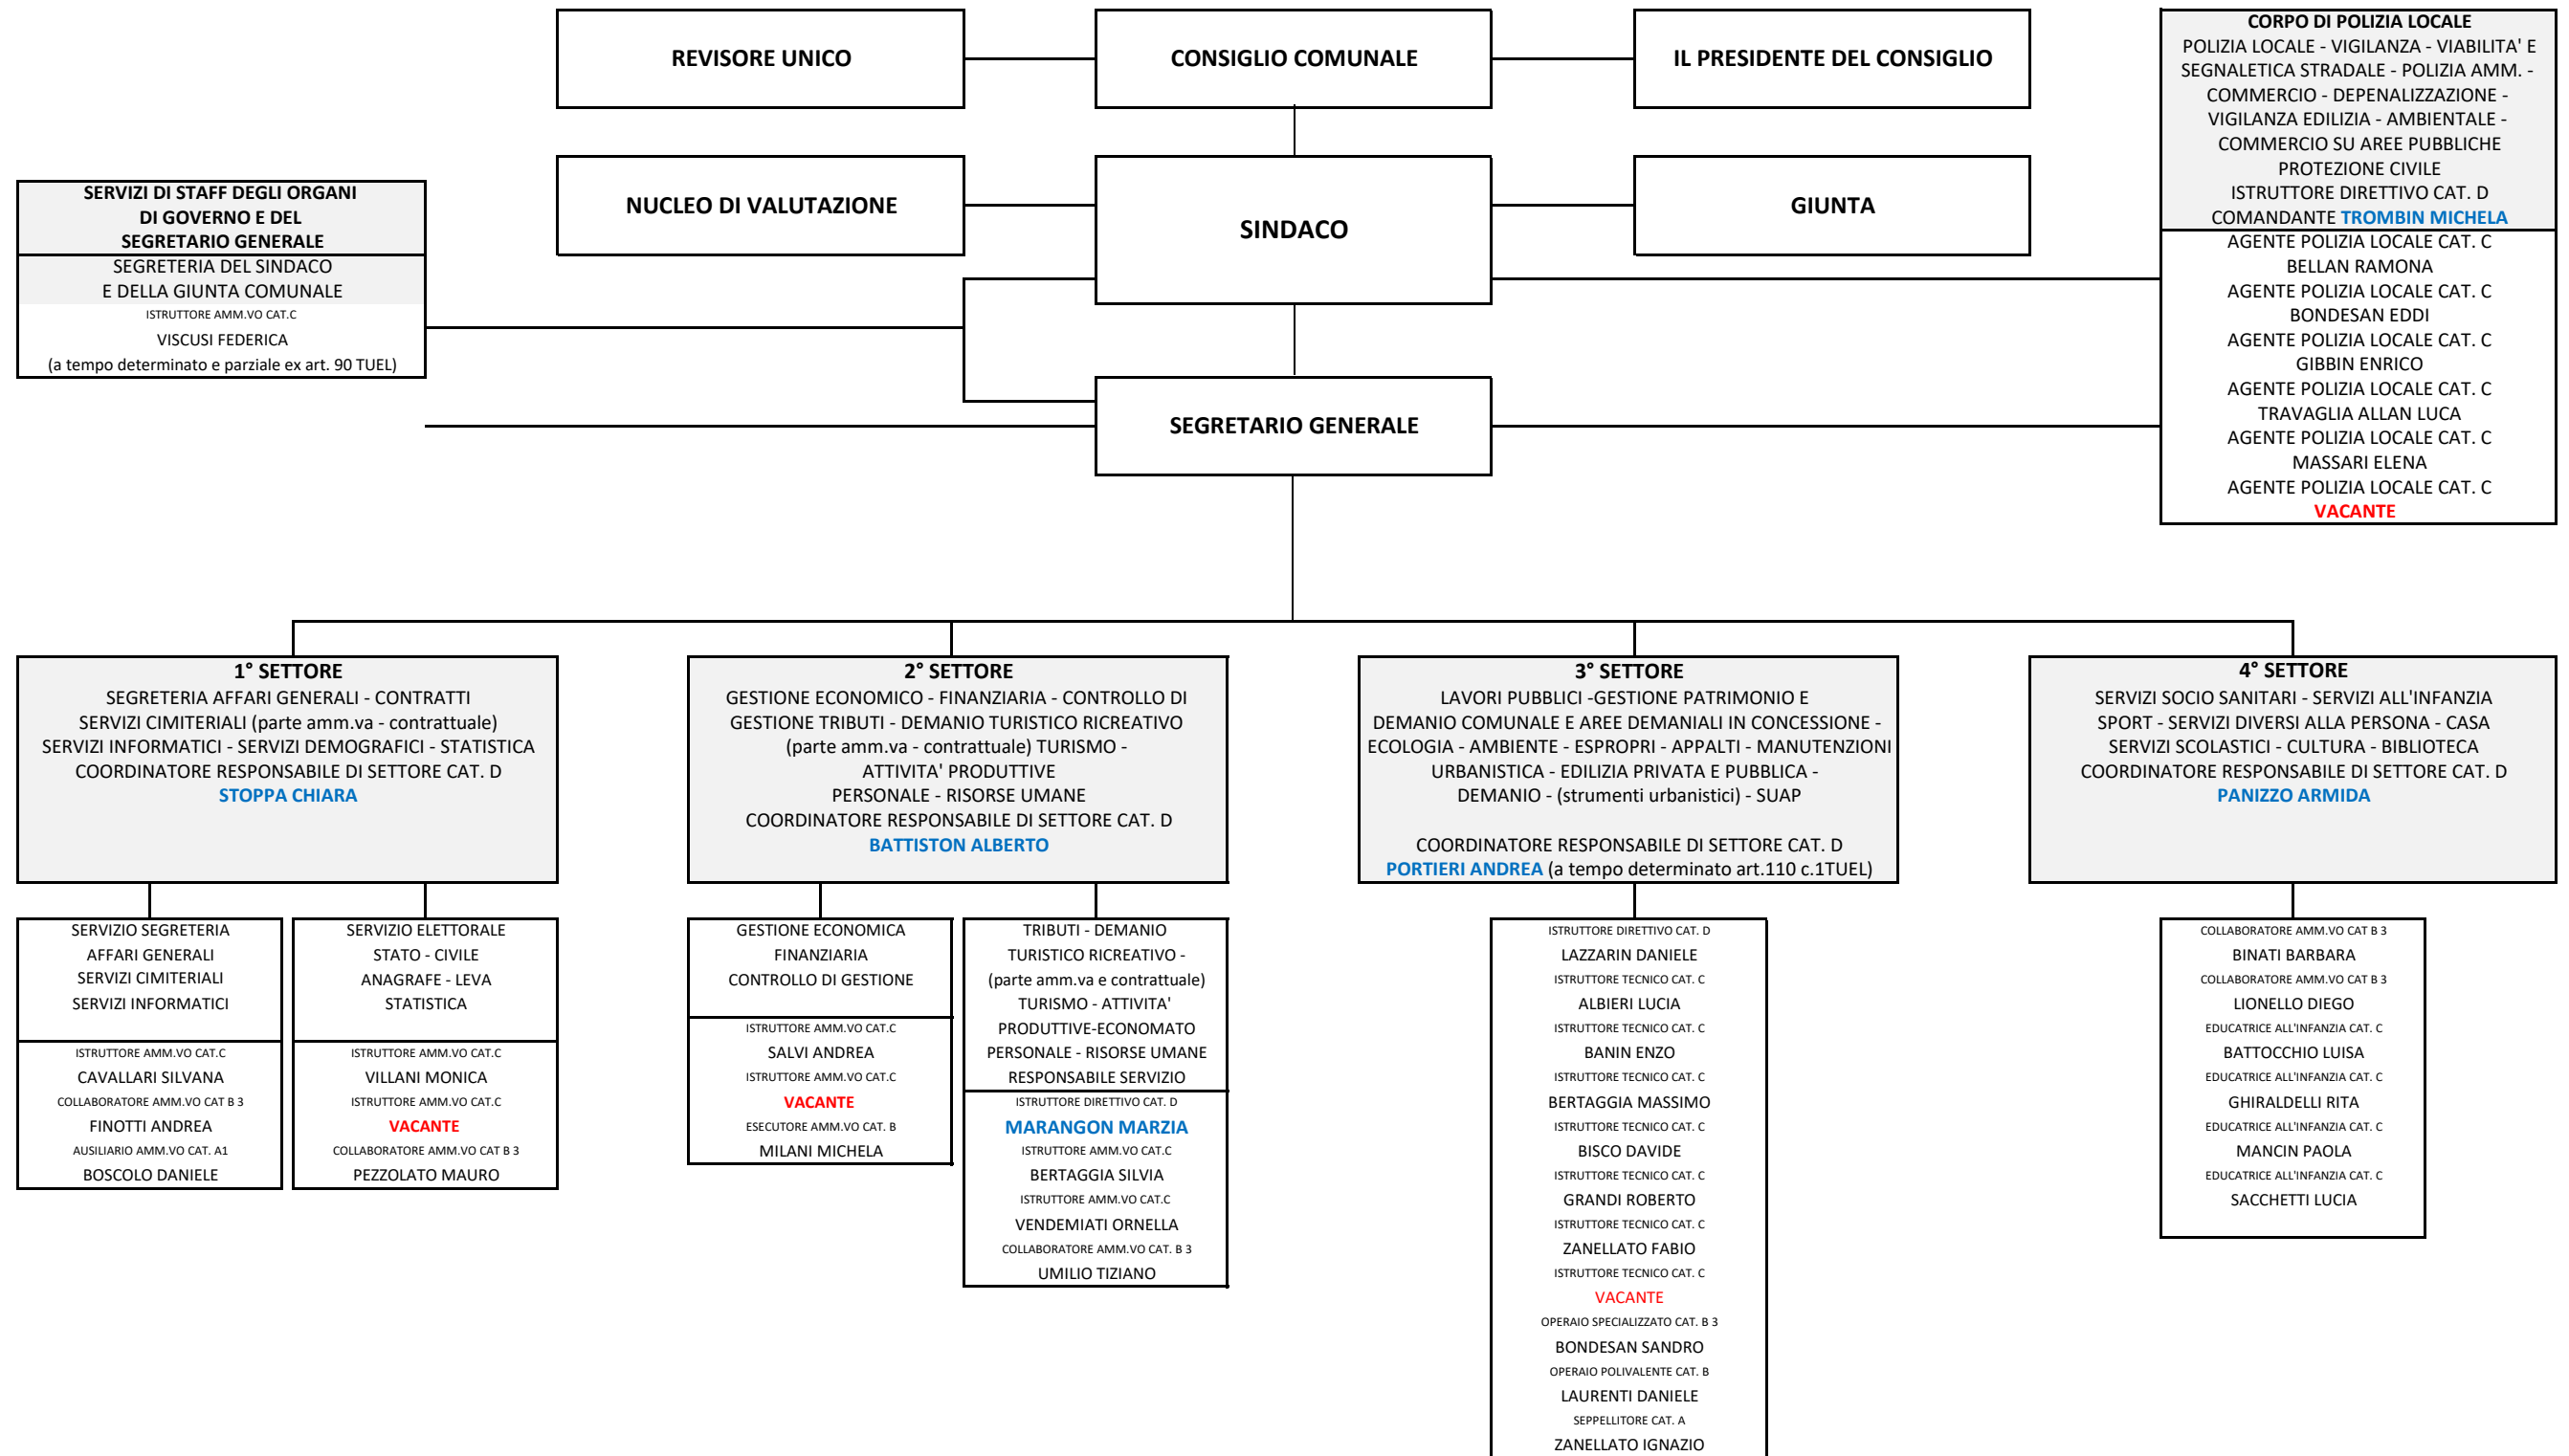 REVISORE UNICO
CONSIGLIO COMUNALE
IL PRESIDENTE DEL CONSIGLIO
CORPO DI POLIZIA LOCALE
POLIZIA LOCALE - VIGILANZA - VIABILITA' E
SEGNALETICA STRADALE - POLIZIA AMM. -
COMMERCIO - DEPENALIZZAZIONE -
VIGILANZA EDILIZIA - AMBIENTALE -
COMMERCIO SU AREE PUBBLICHE
PROTEZIONE CIVILE
ISTRUTTORE DIRETTIVO CAT. D
COMANDANTE TROMBIN MICHELA
AGENTE POLIZIA LOCALE CAT. C
BELLAN RAMONA
AGENTE POLIZIA LOCALE CAT. C
BONDESAN EDDI
AGENTE POLIZIA LOCALE CAT. C
GIBBIN ENRICO
AGENTE POLIZIA LOCALE CAT. C
TRAVAGLIA ALLAN LUCA
AGENTE POLIZIA LOCALE CAT. C
MASSARI ELENA
AGENTE POLIZIA LOCALE CAT. C
VACANTE
NUCLEO DI VALUTAZIONE
SINDACO
GIUNTA
SERVIZI DI STAFF DEGLI ORGANI
DI GOVERNO E DEL
SEGRETARIO GENERALE
SEGRETERIA DEL SINDACO
E DELLA GIUNTA COMUNALE
ISTRUTTORE AMM.VO CAT.C
VISCUSI FEDERICA
(a tempo determinato e parziale ex art. 90 TUEL)
SEGRETARIO GENERALE
1° SETTORE
SEGRETERIA AFFARI GENERALI - CONTRATTI
SERVIZI CIMITERIALI (parte amm.va - contrattuale)
SERVIZI INFORMATICI - SERVIZI DEMOGRAFICI - STATISTICA
COORDINATORE RESPONSABILE DI SETTORE CAT. D
STOPPA CHIARA
2° SETTORE
GESTIONE ECONOMICO - FINANZIARIA - CONTROLLO DI
GESTIONE TRIBUTI - DEMANIO TURISTICO RICREATIVO
(parte amm.va - contrattuale) TURISMO -
ATTIVITA' PRODUTTIVE
PERSONALE - RISORSE UMANE
COORDINATORE RESPONSABILE DI SETTORE CAT. D
BATTISTON ALBERTO
3° SETTORE
LAVORI PUBBLICI -GESTIONE PATRIMONIO E
DEMANIO COMUNALE E AREE DEMANIALI IN CONCESSIONE -
ECOLOGIA - AMBIENTE - ESPROPRI - APPALTI - MANUTENZIONI
URBANISTICA - EDILIZIA PRIVATA E PUBBLICA -
DEMANIO - (strumenti urbanistici) - SUAP
COORDINATORE RESPONSABILE DI SETTORE CAT. D
PORTIERI ANDREA (a tempo determinato art.110 c.1TUEL)
4° SETTORE
SERVIZI SOCIO SANITARI - SERVIZI ALL'INFANZIA
SPORT - SERVIZI DIVERSI ALLA PERSONA - CASA
SERVIZI SCOLASTICI - CULTURA - BIBLIOTECA
COORDINATORE RESPONSABILE DI SETTORE CAT. D
PANIZZO ARMIDA
SERVIZIO SEGRETERIA
AFFARI GENERALI
SERVIZI CIMITERIALI
SERVIZI INFORMATICI
ISTRUTTORE AMM.VO CAT.C
CAVALLARI SILVANA
COLLABORATORE AMM.VO CAT B 3
FINOTTI ANDREA
AUSILIARIO AMM.VO CAT. A1
BOSCOLO DANIELE
SERVIZIO ELETTORALE
STATO - CIVILE
ANAGRAFE - LEVA
STATISTICA
ISTRUTTORE AMM.VO CAT.C
VILLANI MONICA
ISTRUTTORE AMM.VO CAT.C
VACANTE
COLLABORATORE AMM.VO CAT B 3
PEZZOLATO MAURO
GESTIONE ECONOMICA
FINANZIARIA
CONTROLLO DI GESTIONE
ISTRUTTORE AMM.VO CAT.C
SALVI ANDREA
ISTRUTTORE AMM.VO CAT.C
VACANTE
ESECUTORE AMM.VO CAT. B
MILANI MICHELA
TRIBUTI - DEMANIO
TURISTICO RICREATIVO -
(parte amm.va e contrattuale)
TURISMO - ATTIVITA'
PRODUTTIVE-ECONOMATO
PERSONALE - RISORSE UMANE
RESPONSABILE SERVIZIO
ISTRUTTORE DIRETTIVO CAT. D
MARANGON MARZIA
ISTRUTTORE AMM.VO CAT.C
BERTAGGIA SILVIA
ISTRUTTORE AMM.VO CAT.C
VENDEMIATI ORNELLA
COLLABORATORE AMM.VO CAT. B 3
UMILIO TIZIANO
ISTRUTTORE DIRETTIVO CAT. D
LAZZARIN DANIELE
ISTRUTTORE TECNICO CAT. C
ALBIERI LUCIA
ISTRUTTORE TECNICO CAT. C
BANIN ENZO
ISTRUTTORE TECNICO CAT. C
BERTAGGIA MASSIMO
ISTRUTTORE TECNICO CAT. C
BISCO DAVIDE
ISTRUTTORE TECNICO CAT. C
GRANDI ROBERTO
ISTRUTTORE TECNICO CAT. C
ZANELLATO FABIO
ISTRUTTORE TECNICO CAT. C
VACANTE
OPERAIO SPECIALIZZATO CAT. B 3
BONDESAN SANDRO
OPERAIO POLIVALENTE CAT. B
LAURENTI DANIELE
SEPPELLITORE CAT. A
ZANELLATO IGNAZIO
COLLABORATORE AMM.VO CAT B 3
BINATI BARBARA
COLLABORATORE AMM.VO CAT B 3
LIONELLO DIEGO
EDUCATRICE ALL'INFANZIA CAT. C
BATTOCCHIO LUISA
EDUCATRICE ALL'INFANZIA CAT. C
GHIRALDELLI RITA
EDUCATRICE ALL'INFANZIA CAT. C
MANCIN PAOLA
EDUCATRICE ALL'INFANZIA CAT. C
SACCHETTI LUCIA